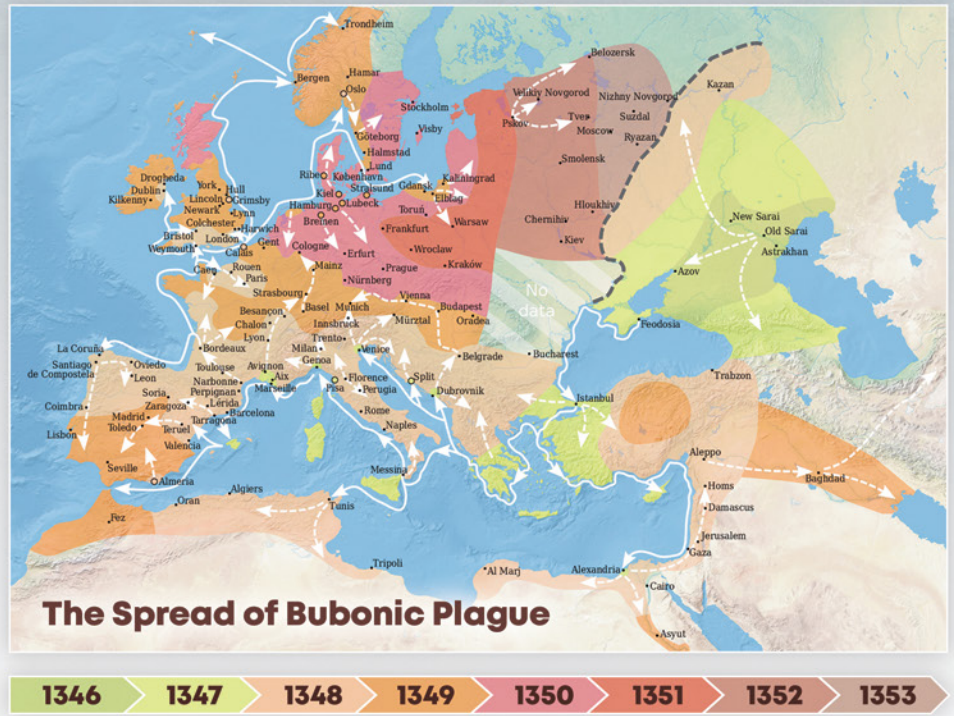 Trondheim
Belozersk
Bergen
Hamar
Oslo
Kazan
Stockholm
Velikiy Novgorod
Nizhny Novgorod
Visby
Pskov
Tver
Suzdal
Moscow
Ryazan
Göteborg
Halmstad
Lund
Smolensk
Drogheda
Dublin
Kilkenny
York
Hull
Lincoln
Grimsby
Newark
Lynn
Colchester
Harwich
Bristol
London
Weymouth
Calais
Gent
Ribe
København
Kiel
Stralsund
Hamburg
Lübeck
Bremen
Gdansk
Kaliningrad
Elbląg
Toruń
Warsaw
Frankfurt
Hloukhiv
Chernihiv
Kiev
New Sarai
Old Sarai
Astrakhan
Azov
Cologne
Erfurt
Wroclaw
Mainz
Prague
Kraków
Nürnberg
Caen
Rouen
Paris
Strasbourg
Besançon
Basel
Munich
Vienna
Budapest
Chalon
Innsbruck
Mürztal
Oradea
No
data
Feodosia
Lyon
Trento
Milan
Venice
Genoa
Bordeaux
Belgrade
Bucharest
La Coruña
Santiago
de Compostela
Oviedo
Leon
Toulouse
Avignon
Aix
Marseille
Narbonne
Perpignan
Pisa
Florence
Perugia
Split
Dubrovnik
Trabzon
Istanbul
Coimbra
Soria
Zaragoza
Lérida
Barcelona
Tarragona
Madrid
Toledo
Teruel
Valencia
Lisbon
Rome
Naples
Seville
Almeria
Messina
Aleppo
Baghdad
Homs
Damascus
Jerusalem
Gaza
Fez
Oran
Algiers
Tunis
Tripoli
Al Marj
Alexandria
Cairo
Asyut
The Spread of Bubonic Plague
1346
1347
1348
1349
1350
1351
1352
1353